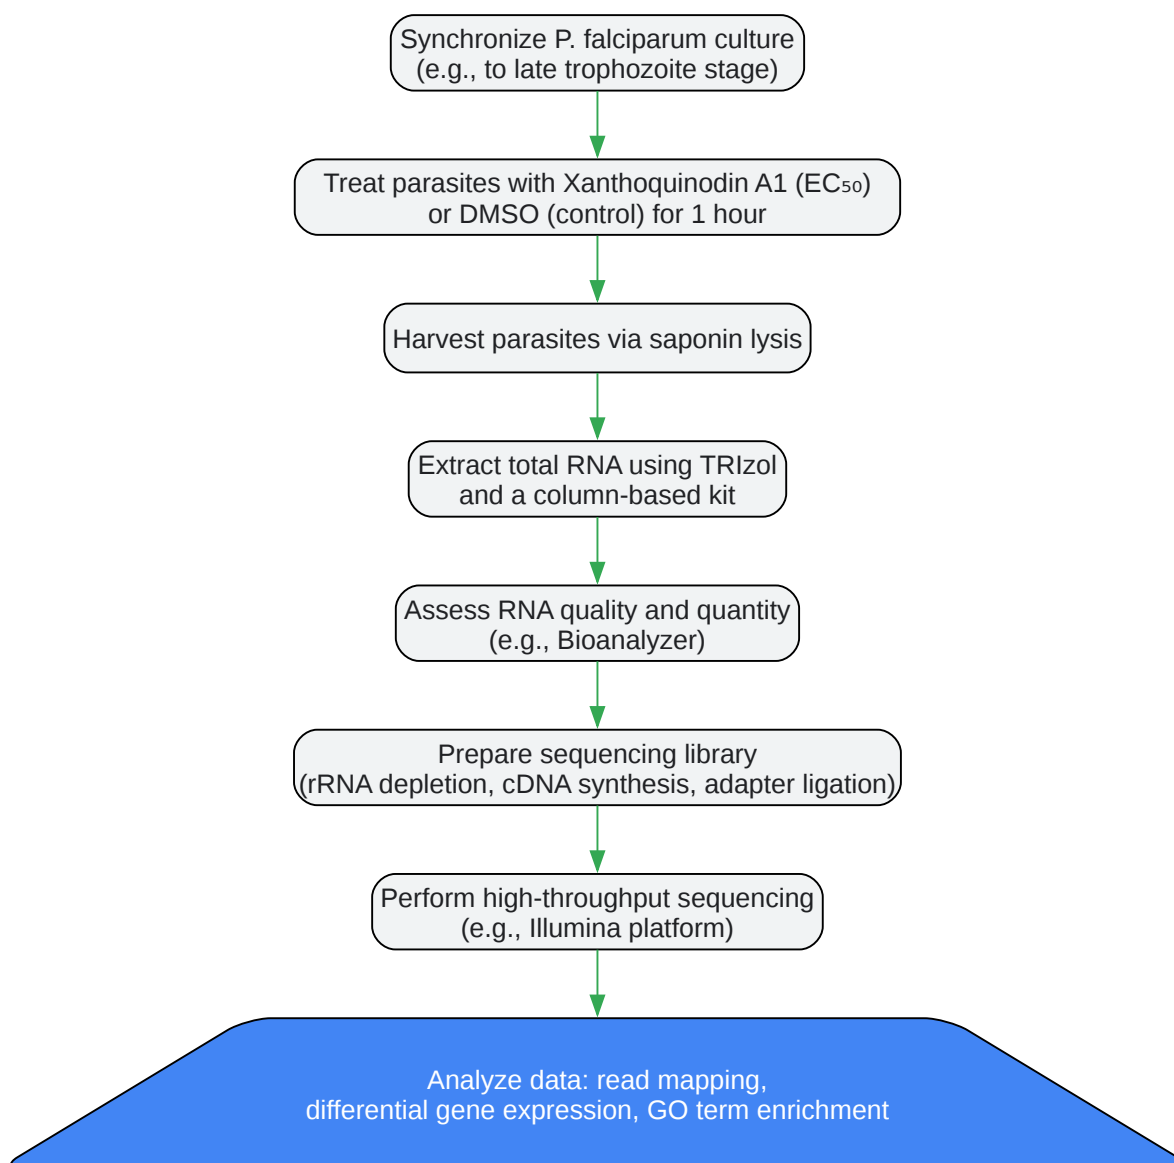 Synchronize P. falciparum culture
(e.g., to late trophozoite stage)
Treat parasites with Xanthoquinodin A1 (EC₅₀)
or DMSO (control) for 1 hour
Harvest parasites via saponin lysis
Extract total RNA using TRIzol
and a column-based kit
Assess RNA quality and quantity
(e.g., Bioanalyzer)
Prepare sequencing library
(rRNA depletion, cDNA synthesis, adapter ligation)
Perform high-throughput sequencing
(e.g., Illumina platform)
Analyze data: read mapping,
differential gene expression, GO term enrichment